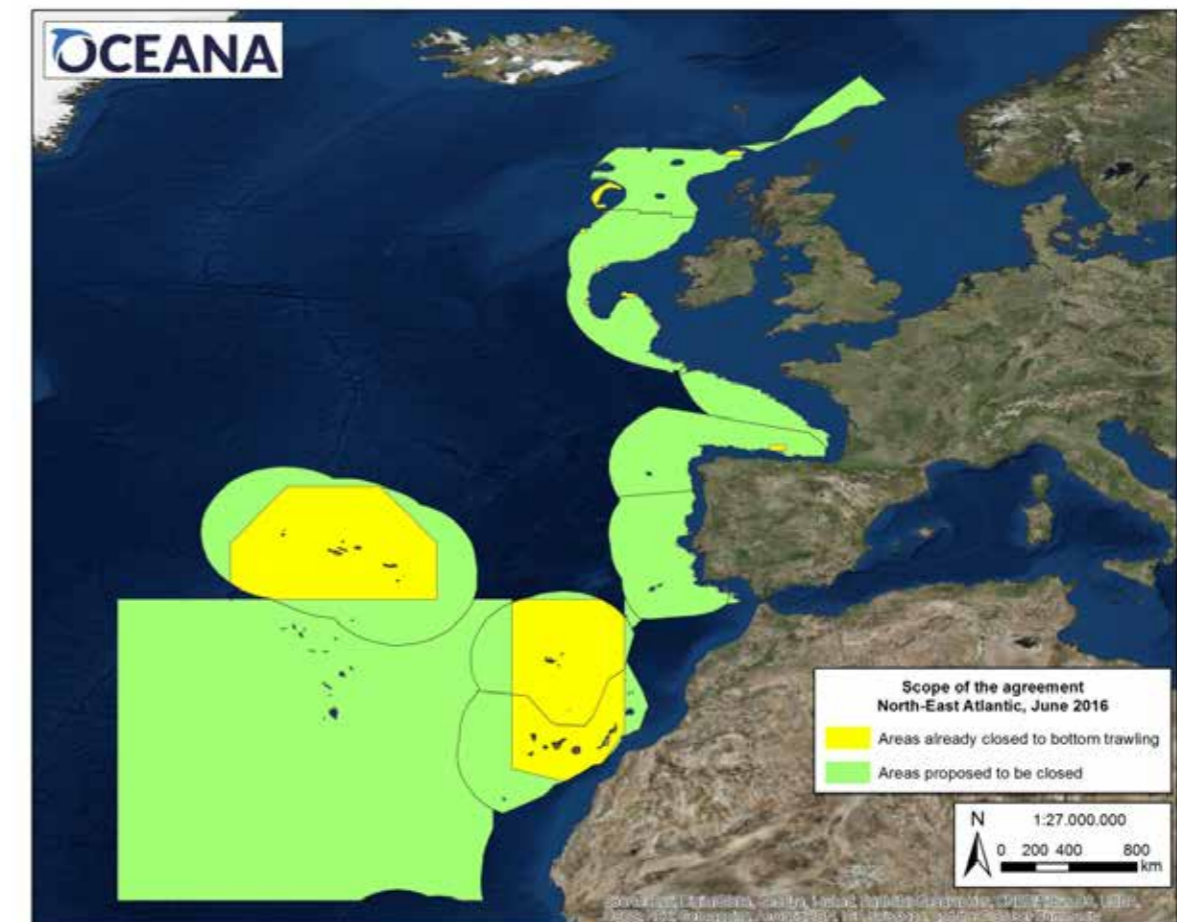 OCEANA
Scope of the agreement
North-East Atlantic, June 2016
Areas already closed to bottom trawling
Areas proposed to be closed
N
1:27.000.000
0 200 400 800
km